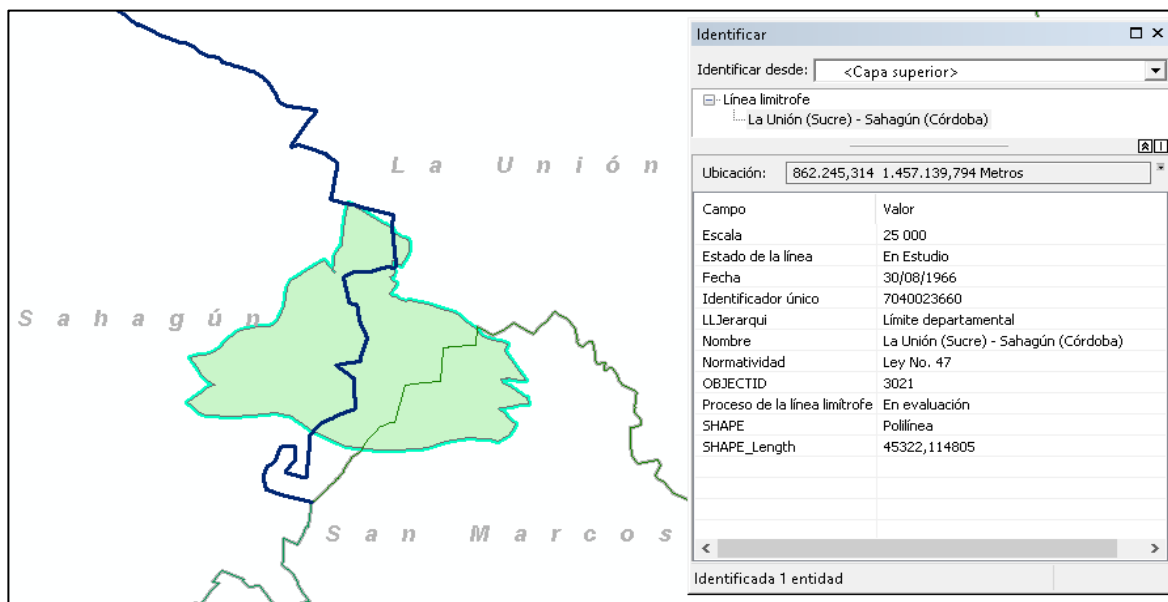 La Unión
Sahagún
San Marcos
Identificar
Identificar desde: <Capa superior>
Línea limitrofe
La Unión (Sucre) - Sahagún (Córdoba)
Ubicación: 862.245,314 1.457.139,794 Metros
Campo Valor
Escala 25 000
Estado de la línea En Estudio
Fecha 30/08/1966
Identificador único 7040023660
LLJerarqui Límite departamental
Nombre La Unión (Sucre) - Sahagún (Córdoba)
Normatividad Ley No. 47
OBJECTID 3021
Proceso de la línea limítrofe En evaluación
SHAPE Polilínea
SHAPE_Length 45322,114805
Identificada 1 entidad